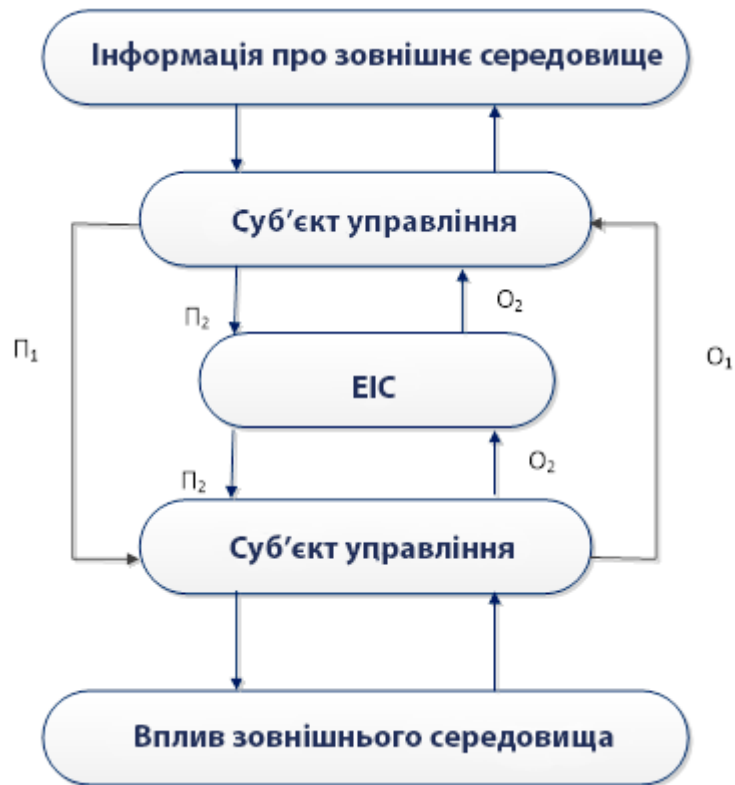 Інформація про зовнішнє середовище
Суб’єкт управління
П₂
О₂
П₁
О₁
ЕІС
П₂
О₂
Суб’єкт управління
Вплив зовнішнього середовища